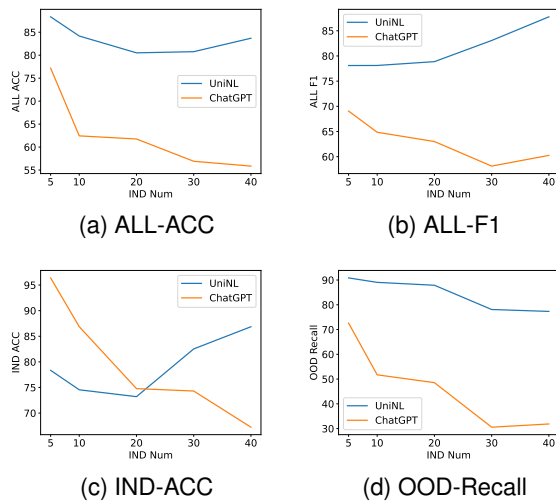 85
80
75
70
65
60
55
ALL ACC
UniNL
ChatGPT
5 10 20 30 40
IND Num
(a) ALL-ACC
85
80
75
70
65
60
ALL F1
UniNL
ChatGPT
5 10 20 30 40
IND Num
(b) ALL-F1
95
90
85
80
75
70
IND ACC
UniNL
ChatGPT
5 10 20 30 40
IND Num
(c) IND-ACC
90
80
70
60
50
40
30
OOD Recall
UniNL
ChatGPT
5 10 20 30 40
IND Num
(d) OOD-Recall